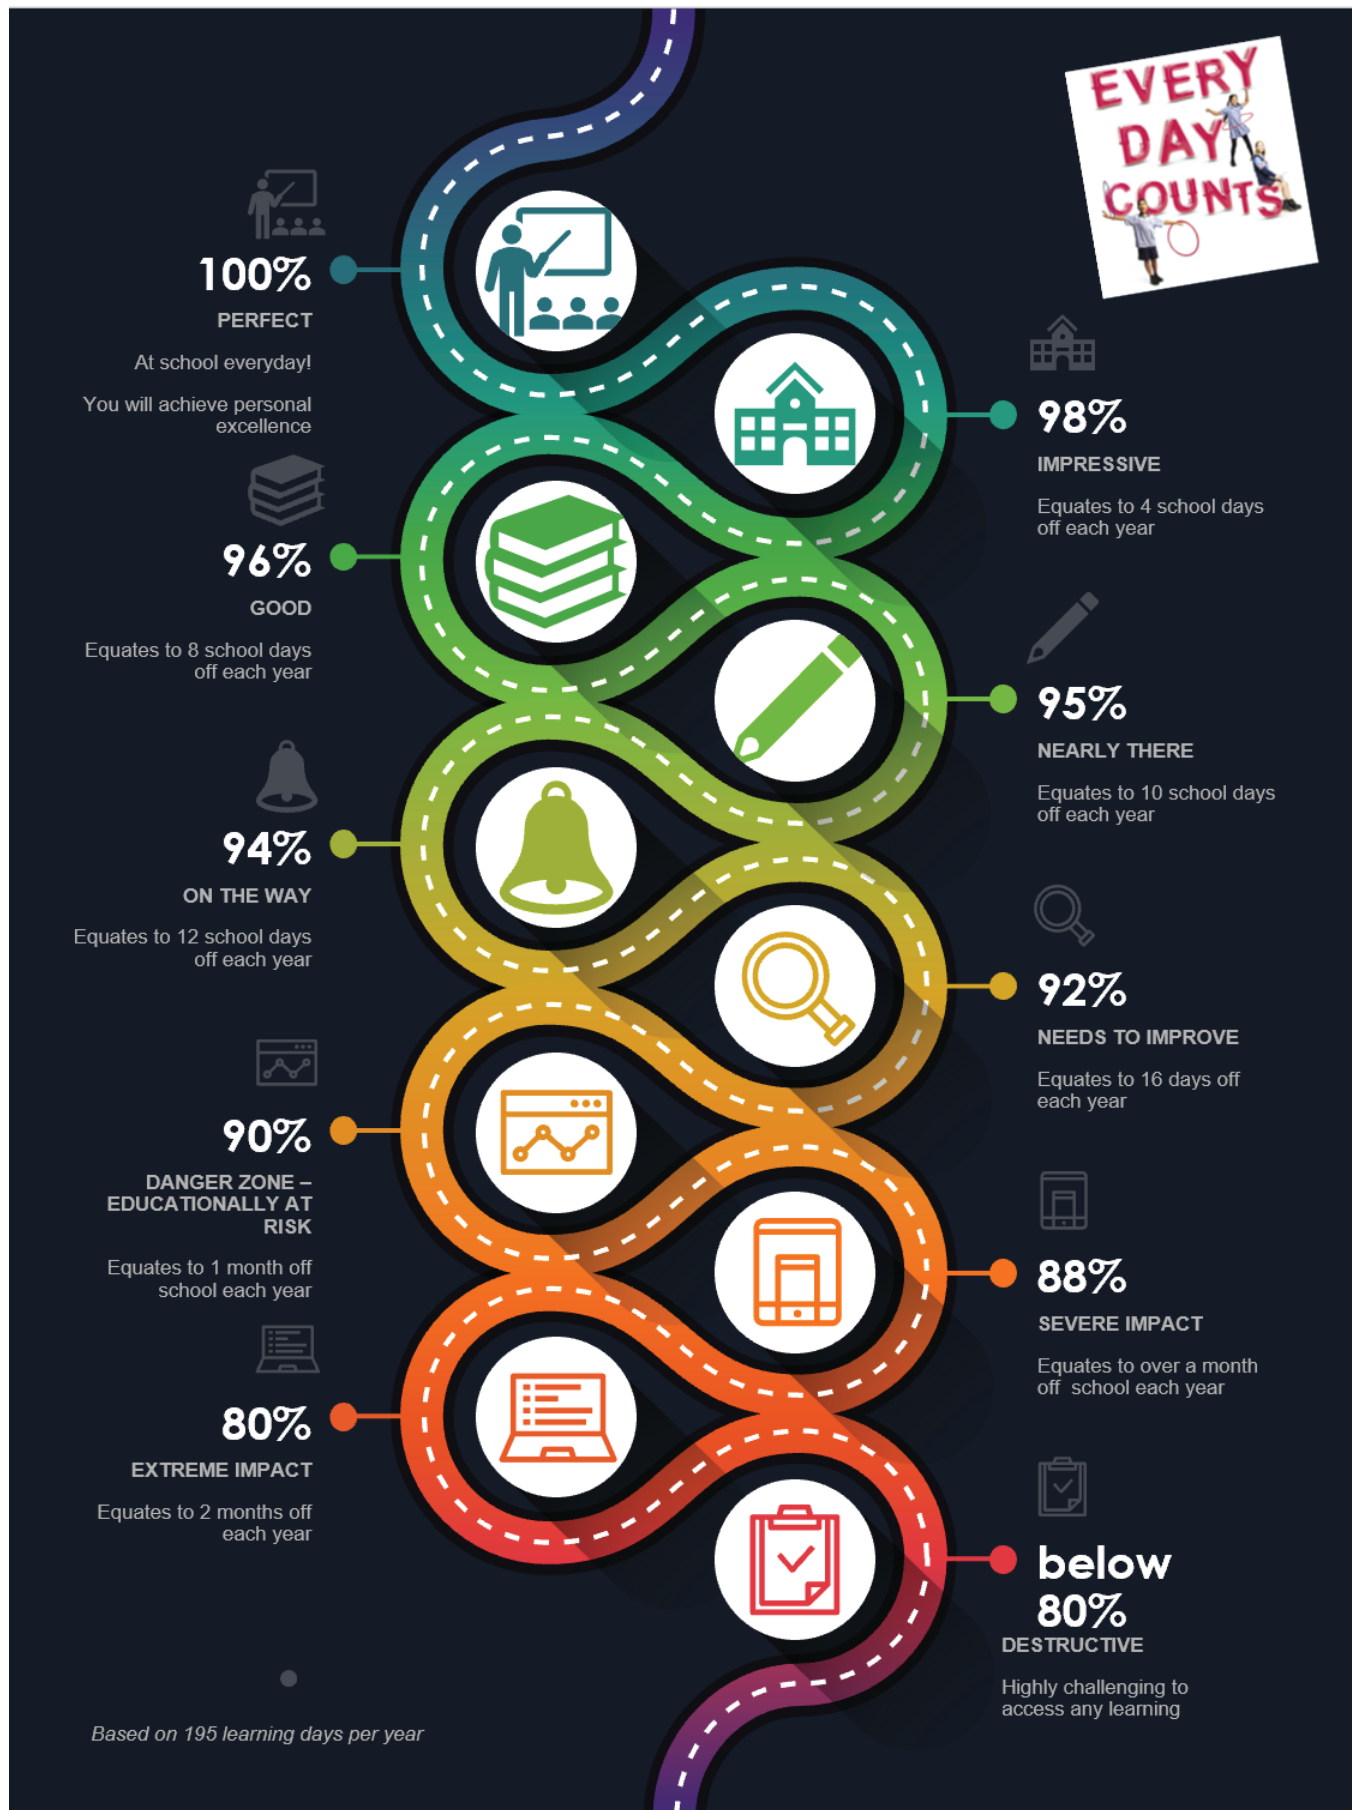 EVERY
DAY
COUNTS
100%
PERFECT
At school everyday!
You will achieve personal
excellence
98%
IMPRESSIVE
Equates to 4 school days
off each year
96%
GOOD
Equates to 8 school days
off each year
95%
NEARLY THERE
Equates to 10 school days
off each year
94%
ON THE WAY
Equates to 12 school days
off each year
92%
NEEDS TO IMPROVE
Equates to 16 days off
each year
90%
DANGER ZONE –
EDUCATIONALLY AT
RISK
Equates to 1 month off
school each year
88%
SEVERE IMPACT
Equates to over a month
off  school each year
80%
EXTREME IMPACT
Equates to 2 months off
each year
below
80%
DESTRUCTIVE
Highly challenging to
access any learning
Based on 195 learning days per year